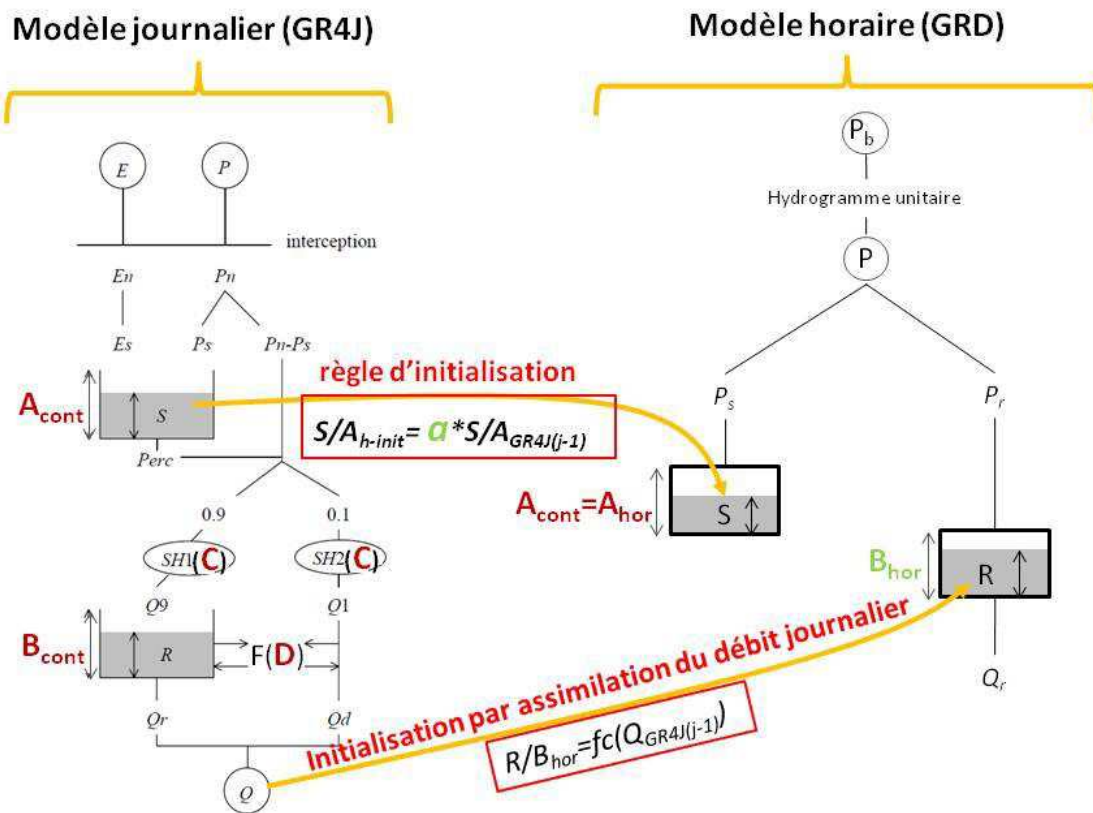 Modèle journalier (GR4J)
Modèle horaire (GRD)
E
P
interception
En
Pn
Es
Ps
Pn-Ps
A_cont
S
Perc
0.9
0.1
SH1(C)
SH2(C)
Q9
Q1
B_cont
R
F(D)
Qr
Qd
Q
règle d'initialisation
S/A_h-init= a*S/A_GR4J(j-1)
Initialisation par assimilation du débit journalier
R/B_hor=fc(Q_GR4J(j-1))
P_b
Hydrogramme unitaire
P
P_s
P_r
A_cont=A_hor
S
B_hor
R
Q_r